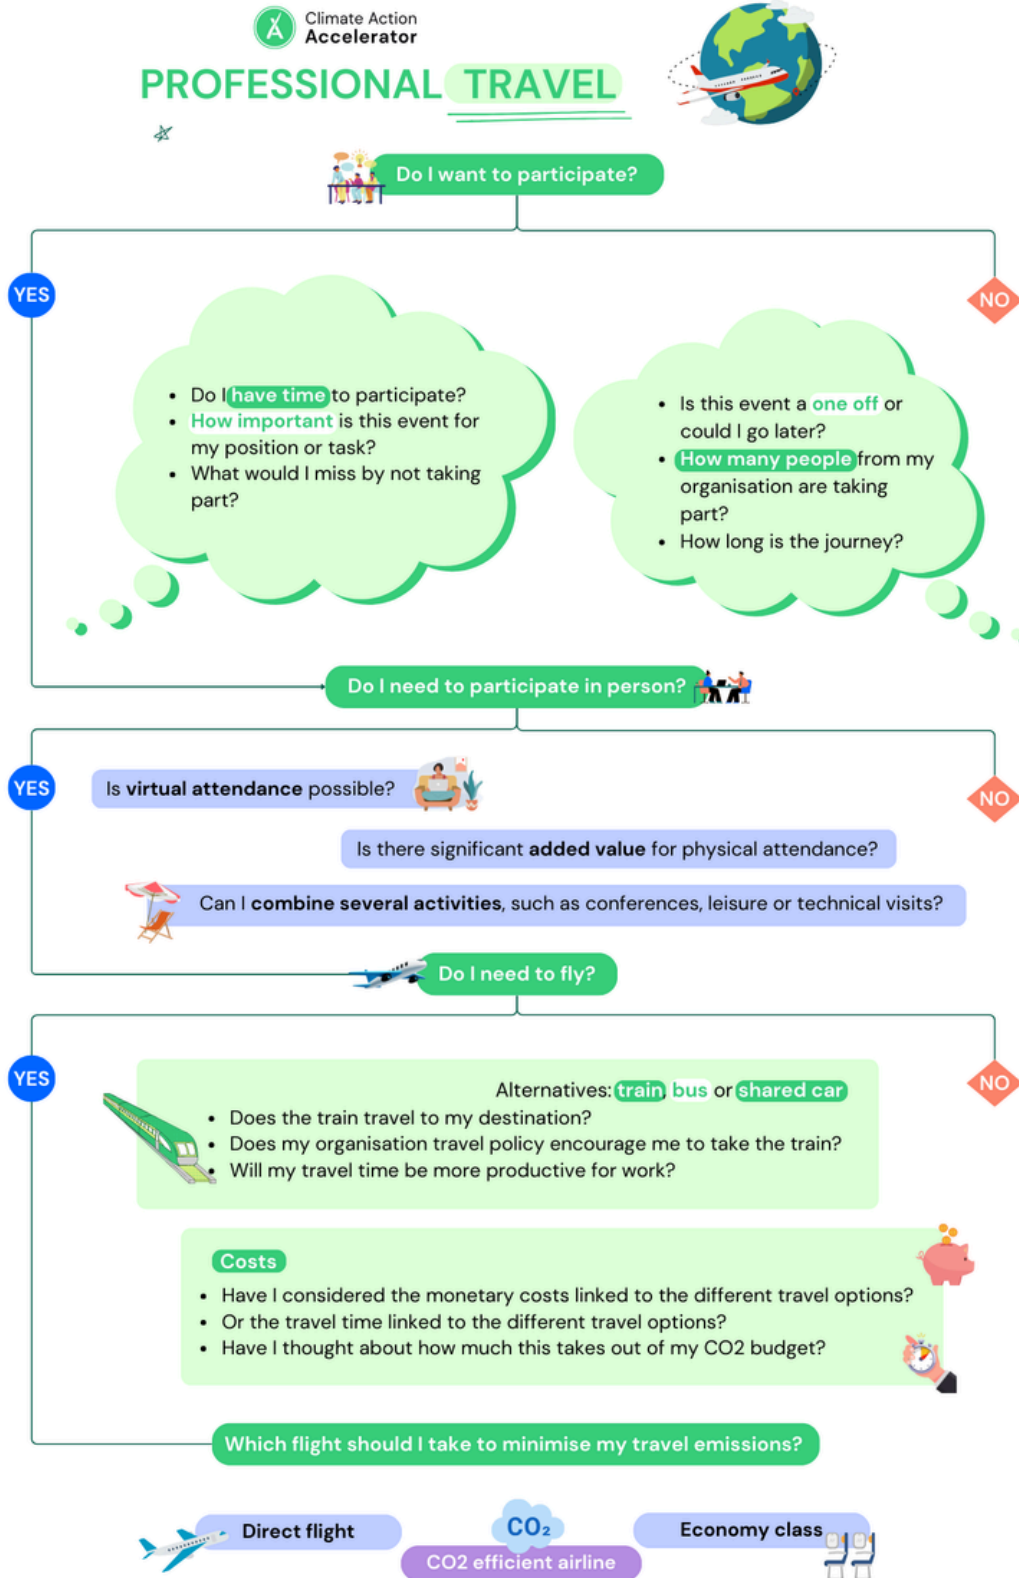 Climate Action
Accelerator
PROFESSIONAL TRAVEL
Do I want to participate?
YES
NO
• Do I have time to participate?
• How important is this event for
my position or task?
• What would I miss by not taking
part?
• Is this event a one off or
could I go later?
• How many people from my
organisation are taking
part?
• How long is the journey?
Do I need to participate in person?
YES
NO
Is virtual attendance possible?
Is there significant added value for physical attendance?
Can I combine several activities, such as conferences, leisure or technical visits?
Do I need to fly?
YES
NO
Alternatives: train, bus or shared car
• Does the train travel to my destination?
• Does my organisation travel policy encourage me to take the train?
• Will my travel time be more productive for work?
Costs
• Have I considered the monetary costs linked to the different travel options?
• Or the travel time linked to the different travel options?
• Have I thought about how much this takes out of my CO2 budget?
Which flight should I take to minimise my travel emissions?
Direct flight
CO₂
CO2 efficient airline
Economy class